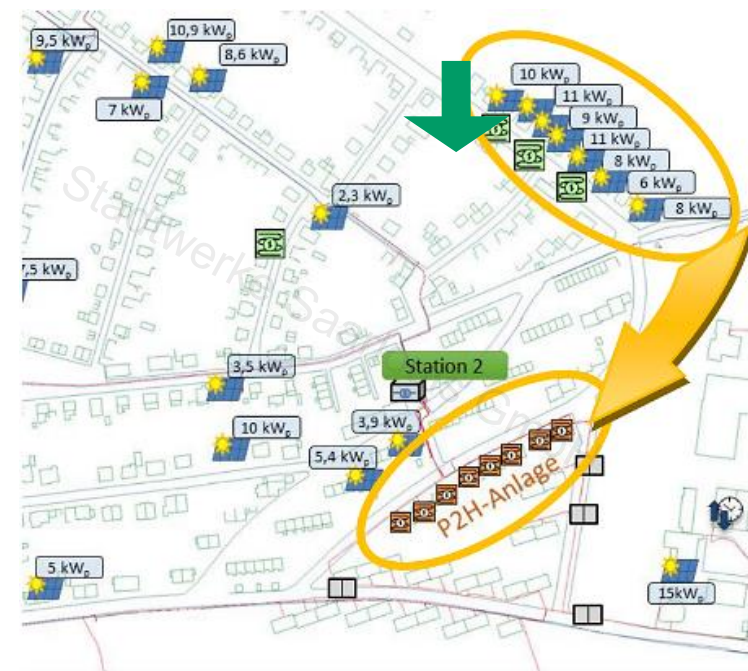 10,9 kWₚ
9,5 kWₚ
8,6 kWₚ
7 kWₚ
10 kWₚ
11 kWₚ
9 kWₚ
11 kWₚ
8 kWₚ
6 kWₚ
8 kWₚ
2,3 kWₚ
7,5 kWₚ
Stadtwerke
Station 2
3,5 kWₚ
10 kWₚ
3,9 kWₚ
5,4 kWₚ
P2H-Anlage
5 kWₚ
15kWₚ